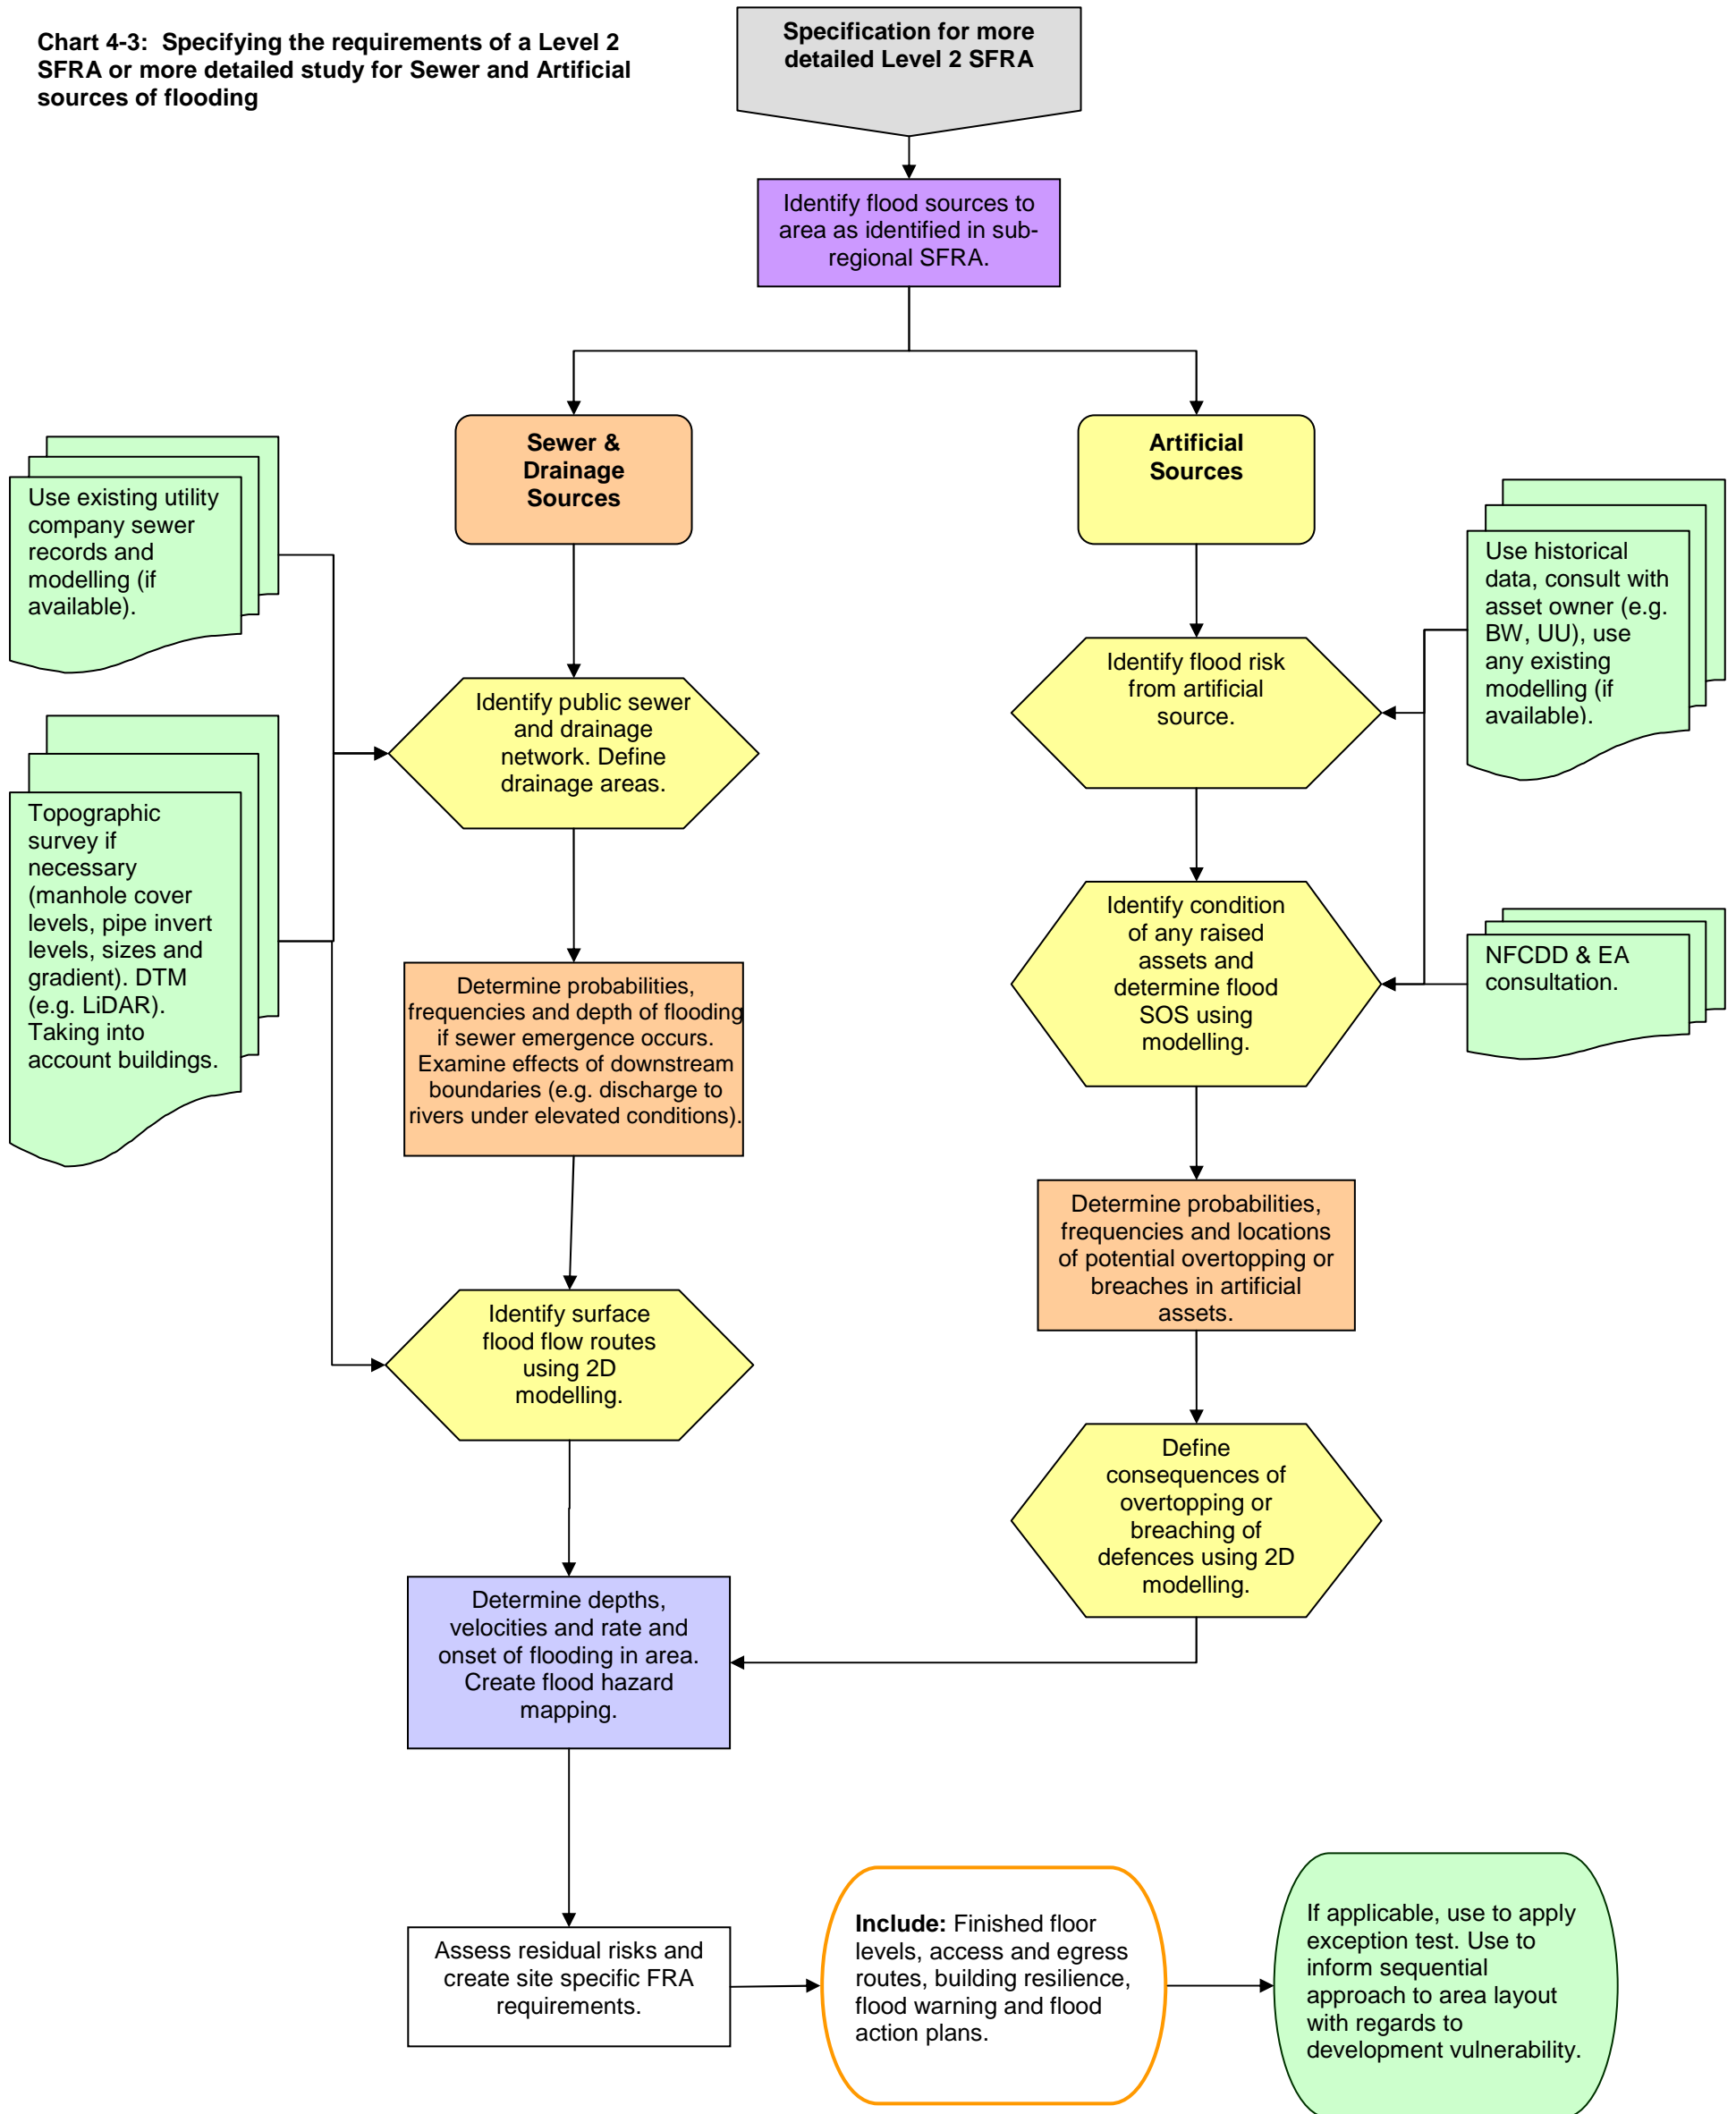 Chart 4-3: Specifying the requirements of a Level 2
SFRA or more detailed study for Sewer and Artificial
sources of flooding
Specification for more
detailed Level 2 SFRA
Identify flood sources to
area as identified in sub-
regional SFRA.
Sewer &
Drainage
Sources
Artificial
Sources
Use existing utility
company sewer
records and
modelling (if
available).
Use historical
data, consult with
asset owner (e.g.
BW, UU), use
any existing
modelling (if
available).
Identify public sewer
and drainage
network. Define
drainage areas.
Identify flood risk
from artificial
source.
Topographic
survey if
necessary
(manhole cover
levels, pipe invert
levels, sizes and
gradient). DTM
(e.g. LiDAR).
Taking into
account buildings.
Identify condition
of any raised
assets and
determine flood
SOS using
modelling.
NFCDD & EA
consultation.
Determine probabilities,
frequencies and depth of flooding
if sewer emergence occurs.
Examine effects of downstream
boundaries (e.g. discharge to
rivers under elevated conditions).
Determine probabilities,
frequencies and locations
of potential overtopping or
breaches in artificial
assets.
Identify surface
flood flow routes
using 2D
modelling.
Define
consequences of
overtopping or
breaching of
defences using 2D
modelling.
Determine depths,
velocities and rate and
onset of flooding in area.
Create flood hazard
mapping.
Assess residual risks and
create site specific FRA
requirements.
Include: Finished floor
levels, access and egress
routes, building resilience,
flood warning and flood
action plans.
If applicable, use to apply
exception test. Use to
inform sequential
approach to area layout
with regards to
development vulnerability.